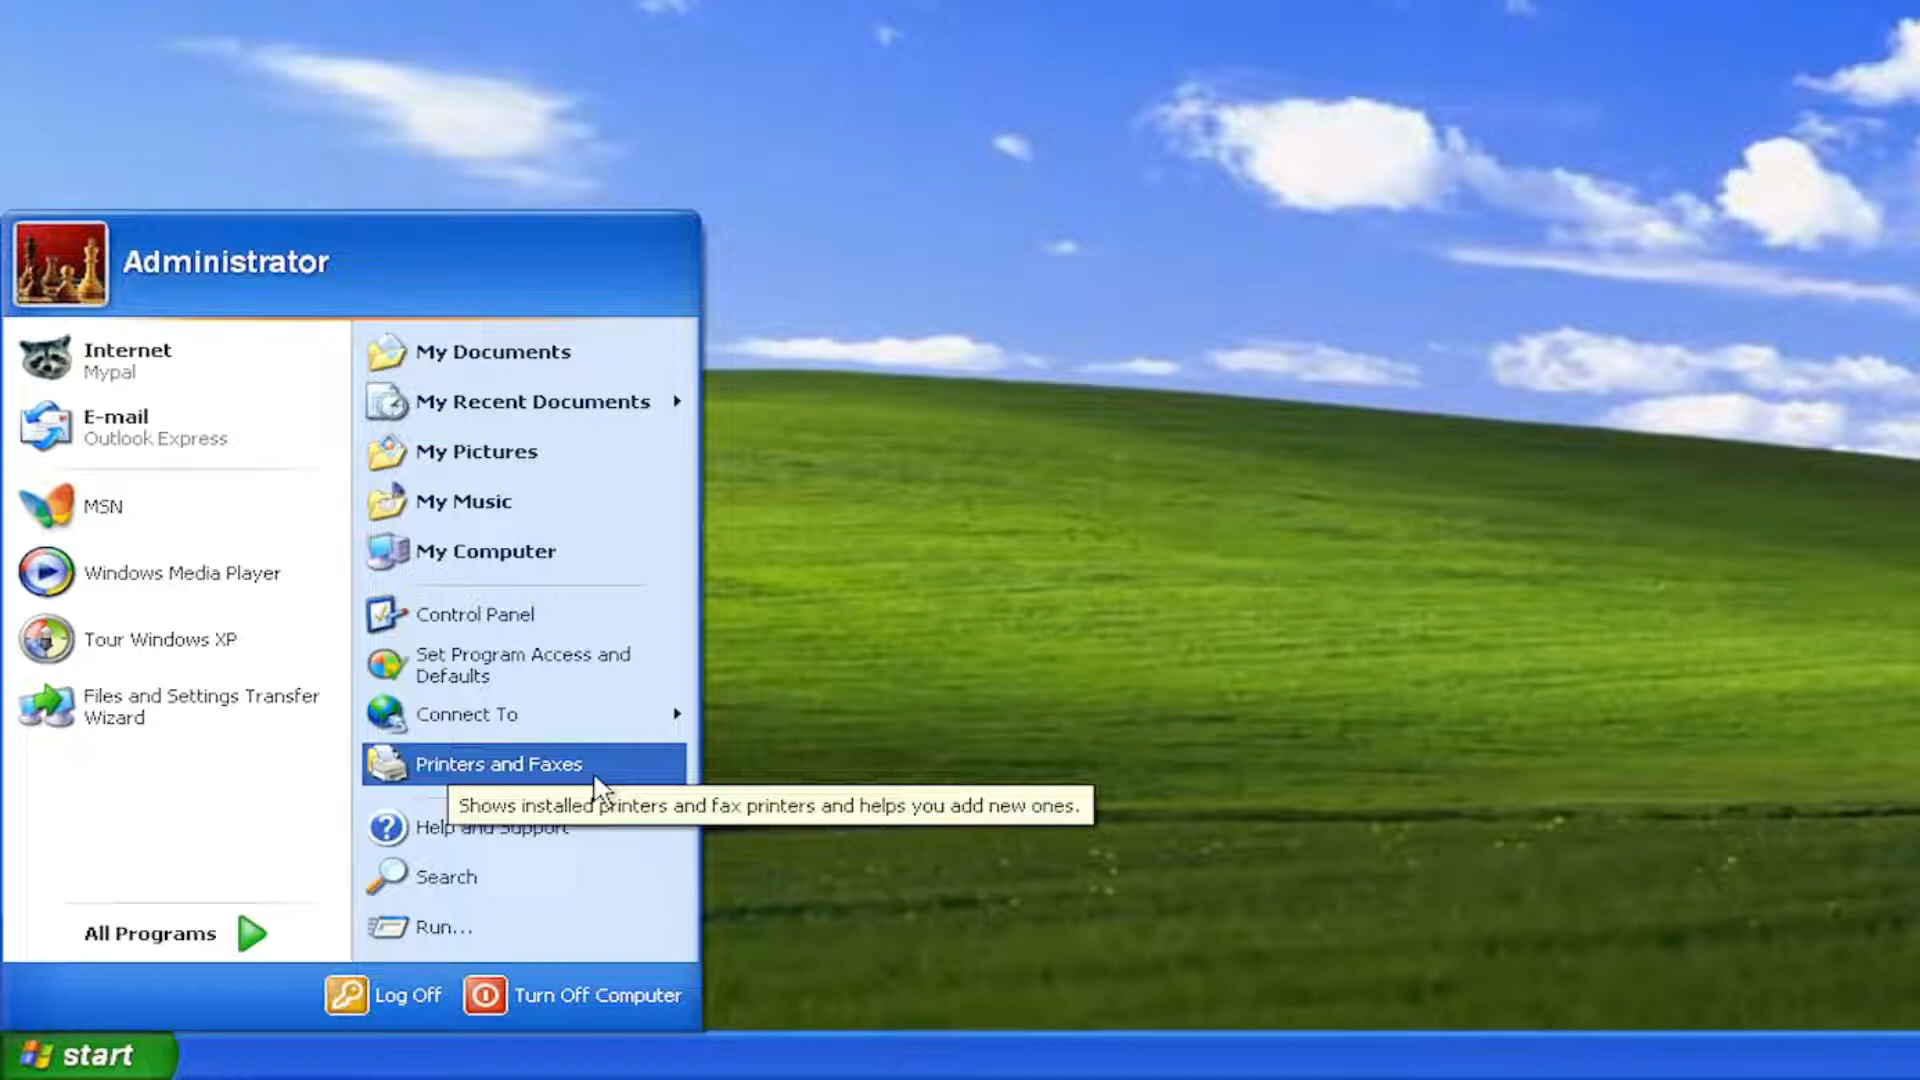 Administrator
Internet
Mypal
E-mail
Outlook Express
MSN
Windows Media Player
Tour Windows XP
Files and Settings Transfer
Wizard
All Programs
My Documents
My Recent Documents
My Pictures
My Music
My Computer
Control Panel
Set Program Access and
Defaults
Connect To
Printers and Faxes
Shows installed printers and fax printers and helps you add new ones.
Help and Support
Search
Run...
Log Off
Turn Off Computer
start